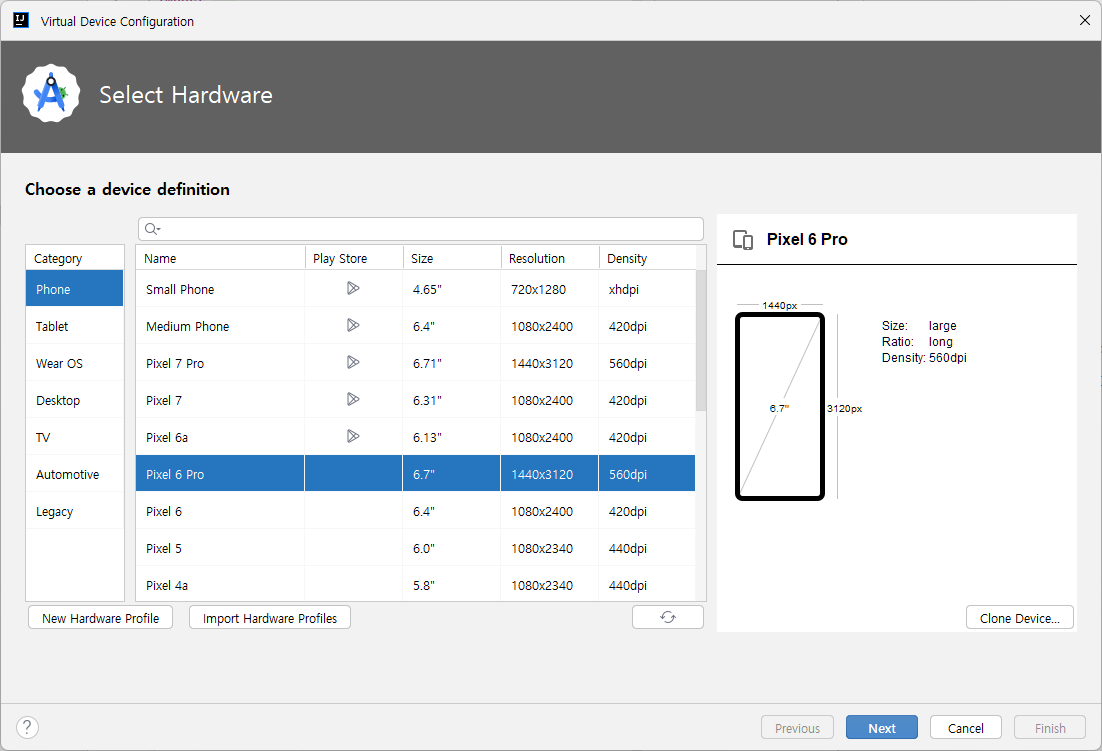 Virtual Device Configuration
Select Hardware
Choose a device definition
Category
Phone
Tablet
Wear OS
Desktop
TV
Automotive
Legacy
Name Play Store Size Resolution Density
Small Phone 4.65" 720x1280 xhdpi
Medium Phone 6.4" 1080x2400 420dpi
Pixel 7 Pro 6.71" 1440x3120 560dpi
Pixel 7 6.31" 1080x2400 420dpi
Pixel 6a 6.13" 1080x2400 420dpi
Pixel 6 Pro 6.7" 1440x3120 560dpi
Pixel 6 6.4" 1080x2400 420dpi
Pixel 5 6.0" 1080x2340 440dpi
Pixel 4a 5.8" 1080x2340 440dpi
New Hardware Profile Import Hardware Profiles
Pixel 6 Pro
1440px
6.7"
3120px
Size: large
Ratio: long
Density: 560dpi
Clone Device...
? Previous Next Cancel Finish